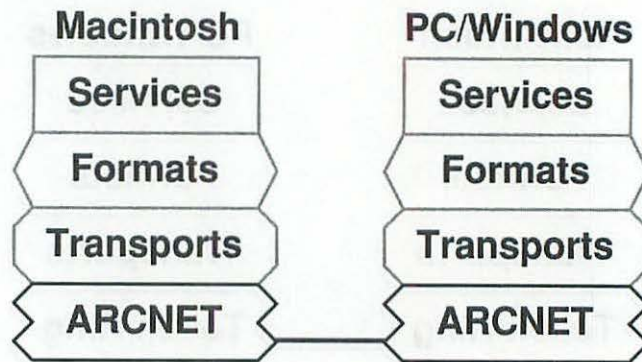 Macintosh PC/Windows
Services Services
Formats Formats
Transports Transports
ARCNET ARCNET